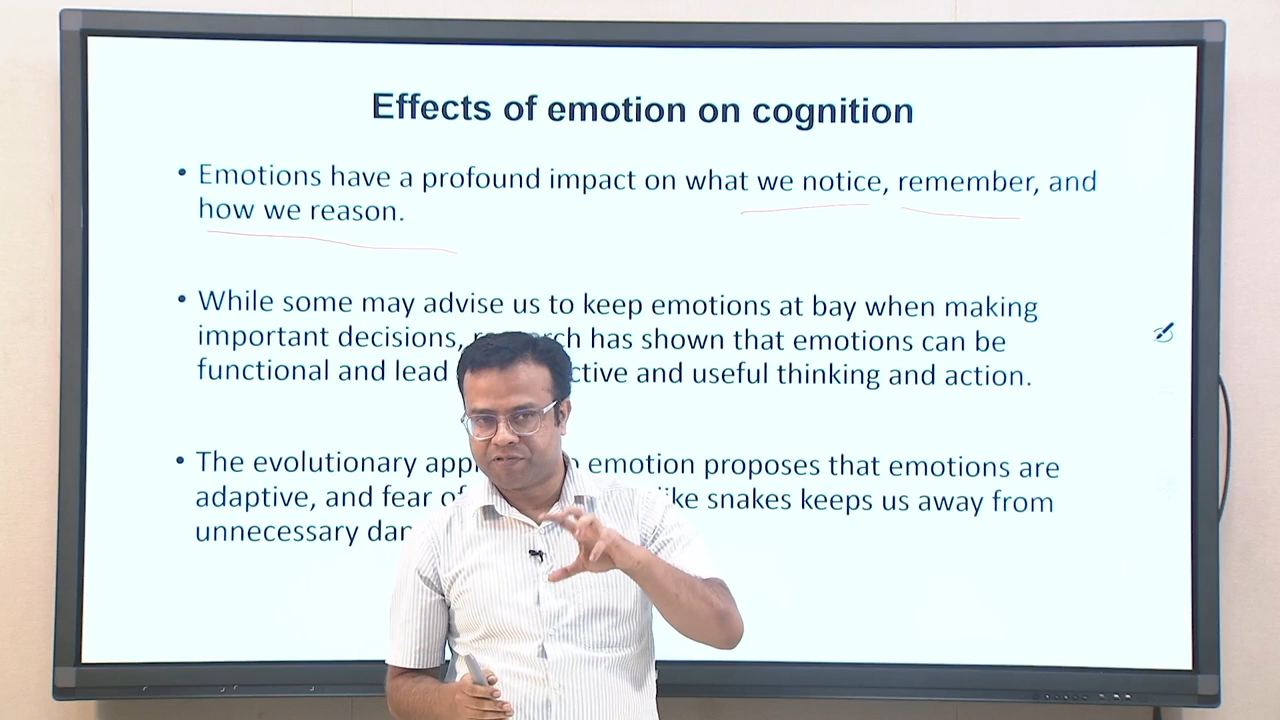 Effects of emotion on cognition
• Emotions have a profound impact on what we notice, remember, and
how we reason.
• While some may advise us to keep emotions at bay when making
important decisions, research has shown that emotions can be
functional and lead ctive and useful thinking and action.
• The evolutionary emotion proposes that emotions are
adaptive, and fear of like snakes keeps us away from
unnecessary